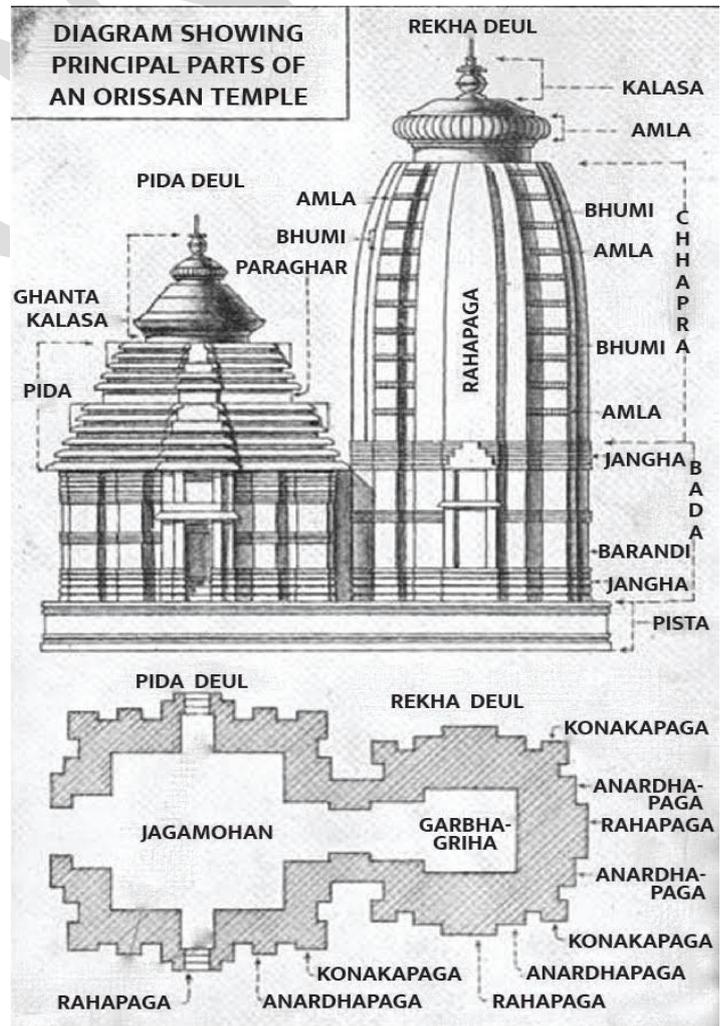 DIAGRAM SHOWING
PRINCIPAL PARTS OF
AN ORISSAN TEMPLE
REKHA DEUL
KALASA
AMLA
PIDA DEUL
AMLA
BHUMI
BHUMI
AMLA
PARAGHAR
GHANTA
KALASA
CHHAPRA
RAHAPAGA
BHUMI
PIDA
AMLA
JANGHA
BADA
BARANDI
JANGHA
PISTA
PIDA DEUL
REKHA DEUL
KONAKAPAGA
ANARDHA-
PAGA
RAHAPAGA
JAGAMOHAN
GARBHA-
GRIHA
ANARDHA-
PAGA
KONAKAPAGA
KONAKAPAGA
ANARDHAPAGA
RAHAPAGA
ANARDHAPAGA
RAHAPAGA